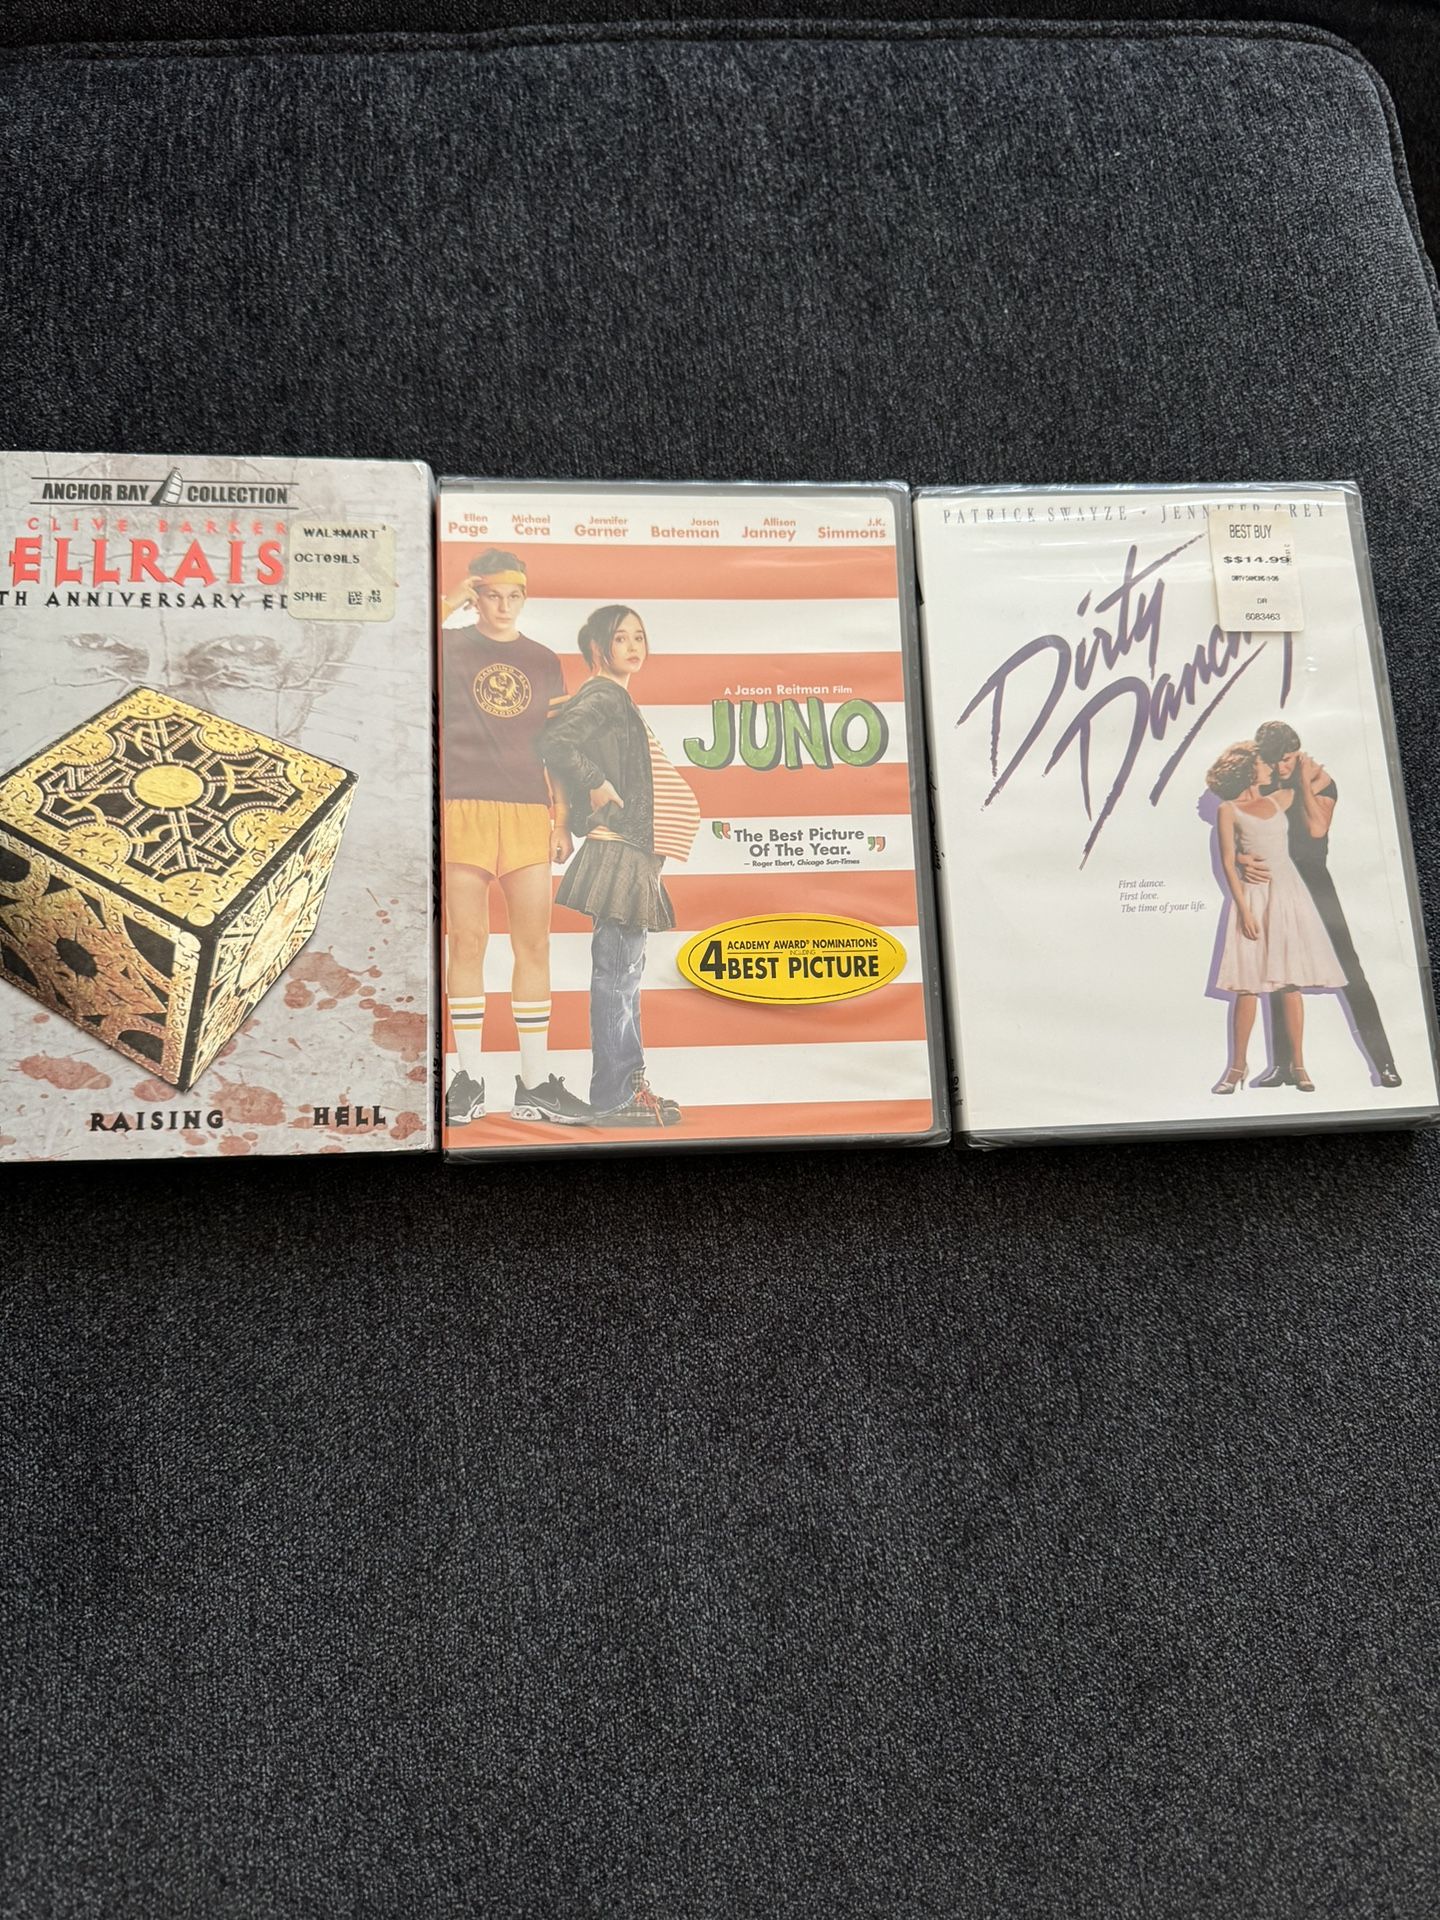 ANCHOR BAY COLLECTION
CLIVE BARKER
ELLRAIS
TH ANNIVERSARY ED
WAL*MART
OCT09IL5
SPHE
RAISING HELL
Ellen Page Michael Cera Jennifer Garner Jason Bateman Allison Janney J.K. Simmons
A Jason Reitman Film
JUNO
"The Best Picture
Of The Year."
— Roger Ebert, Chicago Sun-Times
4 ACADEMY AWARD® NOMINATIONS
INCLUDING
BEST PICTURE
PATRICK SWAYZE • JENNIFER GREY
BEST BUY
$$14.99
DR
6083463
Dirty
Dancing
First dance.
First love.
The time of your life.